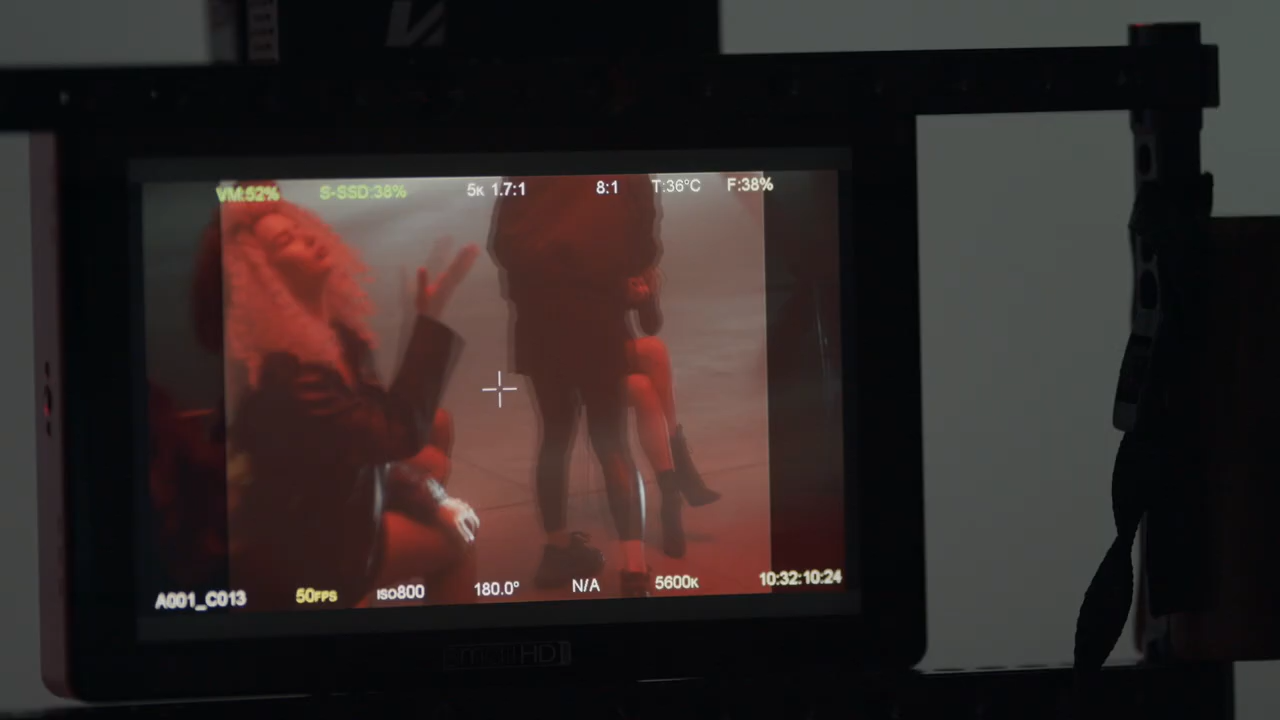 VM:52% S-SSD:38% 5K 1.7:1 8:1 T:36°C F:38%
A001_C013 50FPS ISO800 180.0° N/A 5600K 10:32:10:24
smallHD